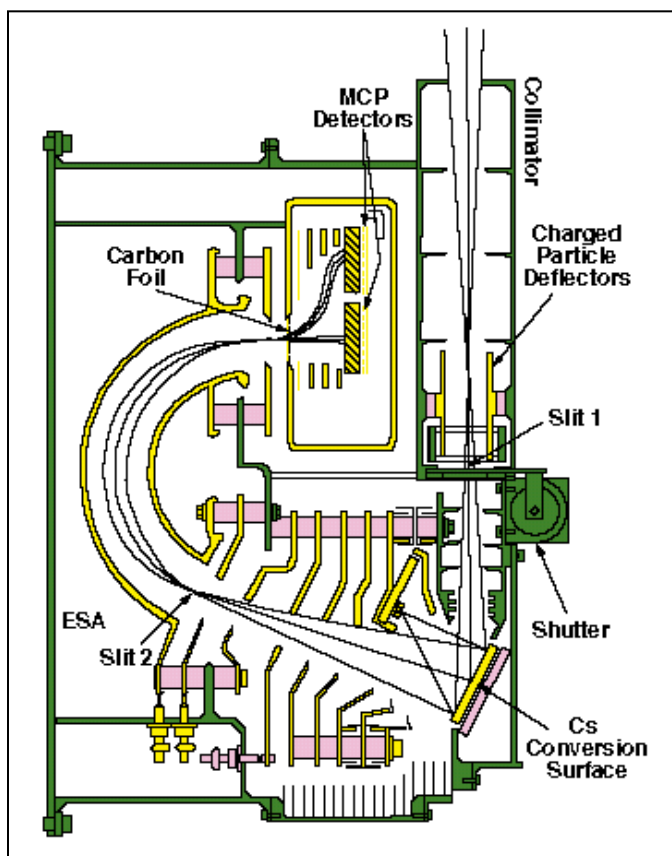 MCP
Detectors
Collimator
Carbon
Foil
Charged
Particle
Deflectors
Slit 1
ESA
Slit 2
Shutter
Cs
Conversion
Surface